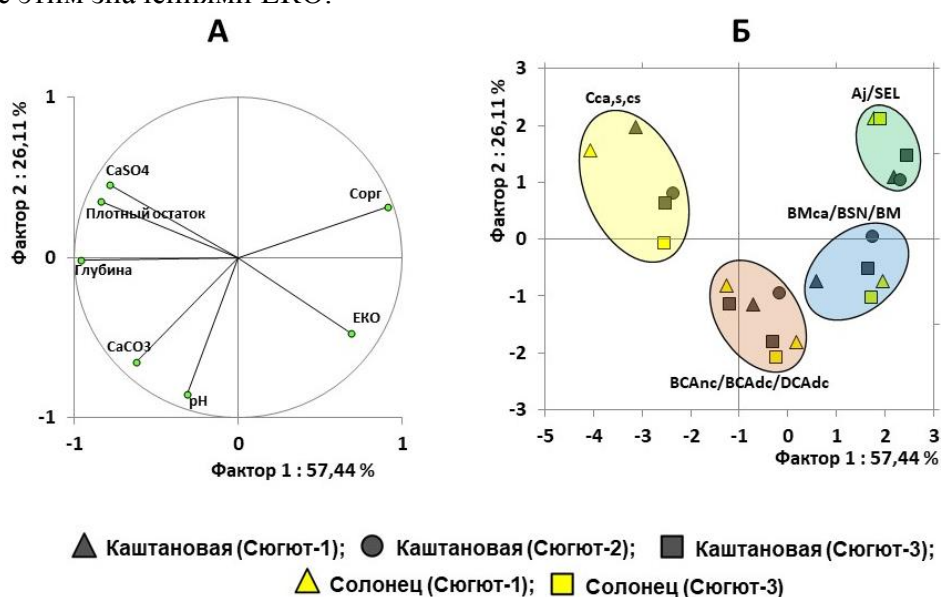 с этим значениями ЕКО.
А
Б
Фактор 2 : 26,11 %
1
0
-1
CaSO4
Плотный остаток
Глубина
CaCO3
pH
Сорг
ЕКО
-1
0
1
Фактор 1 : 57,44 %
Фактор 2 : 26,11 %
3
2
1
0
-1
-2
-3
Cca,s,cs
Aj/SEL
BMca/BSN/BM
BCAnc/BCAdc/DCAdc
-5
-4
-3
-2
-1
0
1
2
3
Фактор 1 : 57,44 %
Каштановая (Сюгют-1);
Каштановая (Сюгют-2);
Каштановая (Сюгют-3);
Солонец (Сюгют-1);
Солонец (Сюгют-3)